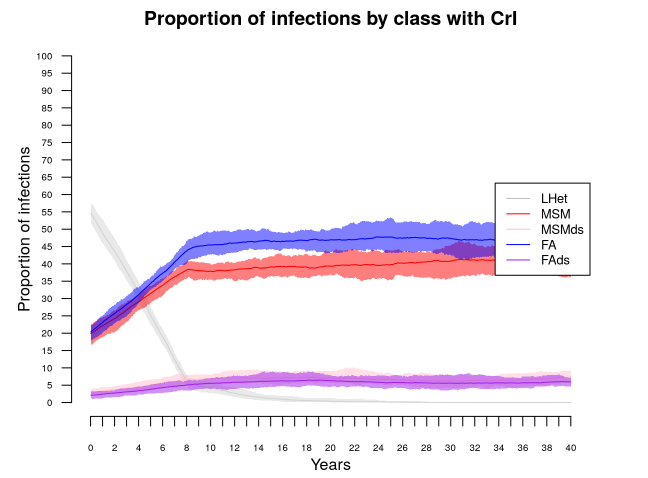 Proportion of infections by class with CrI
Proportion of infections
100
95
90
85
80
75
70
65
60
55
50
45
40
35
30
25
20
15
10
5
0
LHet
MSM
MSMds
FA
FAds
0 2 4 6 8 10 12 14 16 18 20 22 24 26 28 30 32 34 36 38 40
Years